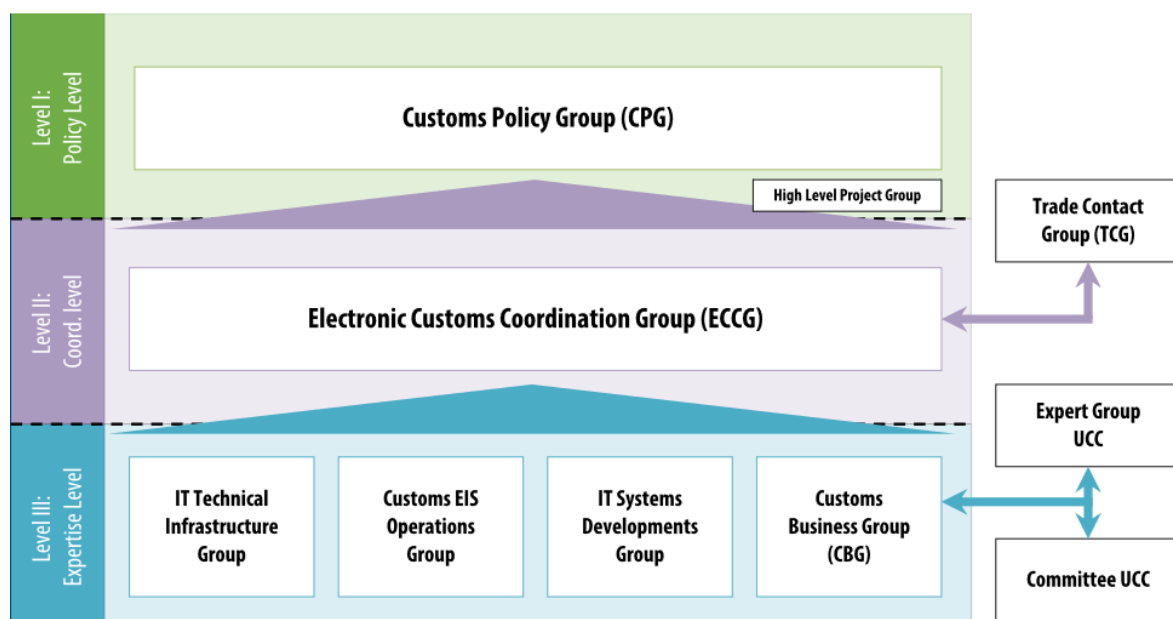 Level I:
Policy Level
Customs Policy Group (CPG)
High Level Project Group
Trade Contact
Group (TCG)
Level II:
Coord. level
Electronic Customs Coordination Group (ECCG)
Expert Group
UCC
Level III:
Expertise Level
IT Technical
Infrastructure
Group
Customs EIS
Operations
Group
IT Systems
Developments
Group
Customs
Business Group
(CBG)
Committee UCC